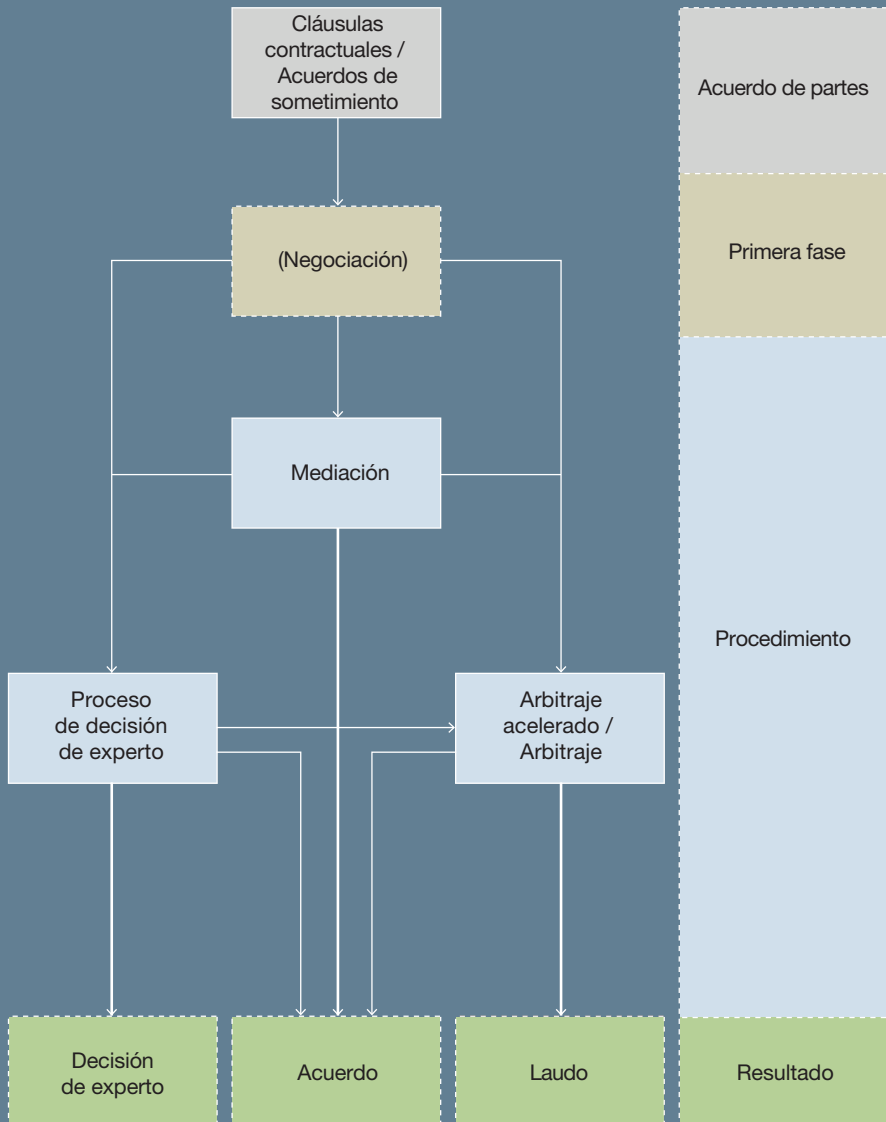 Cláusulas
contractuales /
Acuerdos de
sometimiento
Acuerdo de partes
(Negociación)
Primera fase
Mediación
Procedimiento
Proceso
de decisión
de experto
Arbitraje
acelerado /
Arbitraje
Decisión
de experto
Acuerdo
Laudo
Resultado